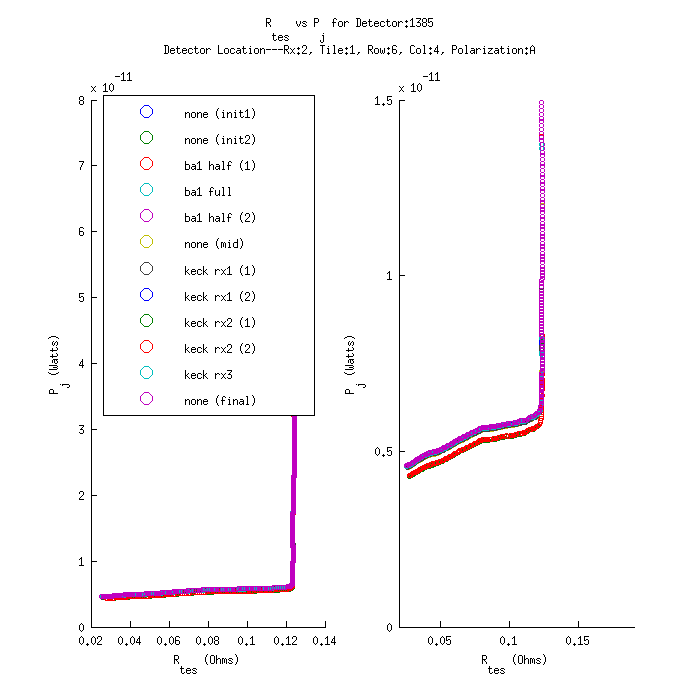 R tes vs P j for Detector:1385
Detector Location---Rx:2, Tile:1, Row:6, Col:4, Polarization:A
x 10 -11
8
7
6
5
4
3
2
1
0
P j (Watts)
none (init1)
none (init2)
ba1 half (1)
ba1 full
ba1 half (2)
none (mid)
keck rx1 (1)
keck rx1 (2)
keck rx2 (1)
keck rx2 (2)
keck rx3
none (final)
0.02 0.04 0.06 0.08 0.1 0.12 0.14
R tes (Ohms)
x 10 -11
1.5
1
0.5
0
P j (Watts)
0.05 0.1 0.15
R tes (Ohms)